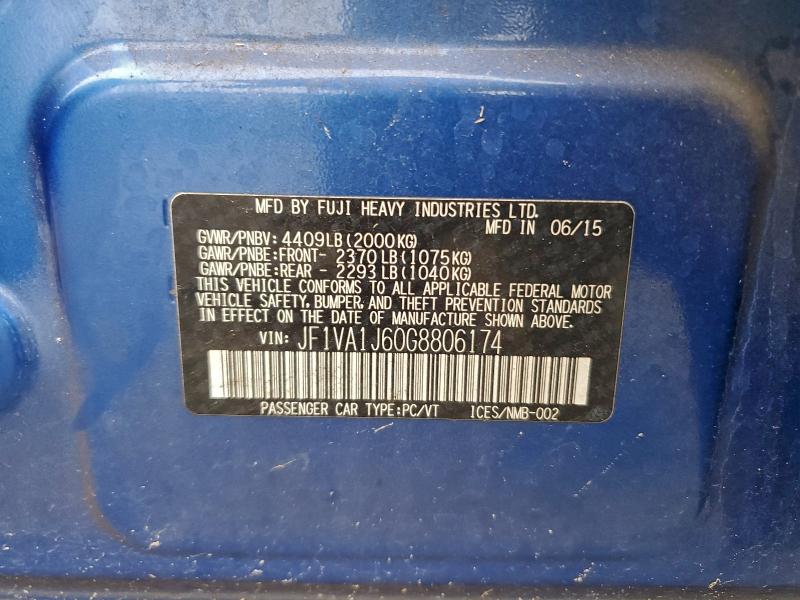 MFD BY FUJI HEAVY INDUSTRIES LTD.
MFD IN 06/15
GVWR/PNBV: 4409LB(2000KG)
GAWR/PNBE:FRONT- 2370LB(1075KG)
GAWR/PNBE:REAR - 2293LB(1040KG)
THIS VEHICLE CONFORMS TO ALL APPLICABLE FEDERAL MOTOR
VEHICLE SAFETY, BUMPER, AND THEFT PREVENTION STANDARDS
IN EFFECT ON THE DATE OF MANUFACTURE SHOWN ABOVE.
VIN: JF1VA1J60G8806174
PASSENGER CAR TYPE:PC/VT ICES/NMB-002